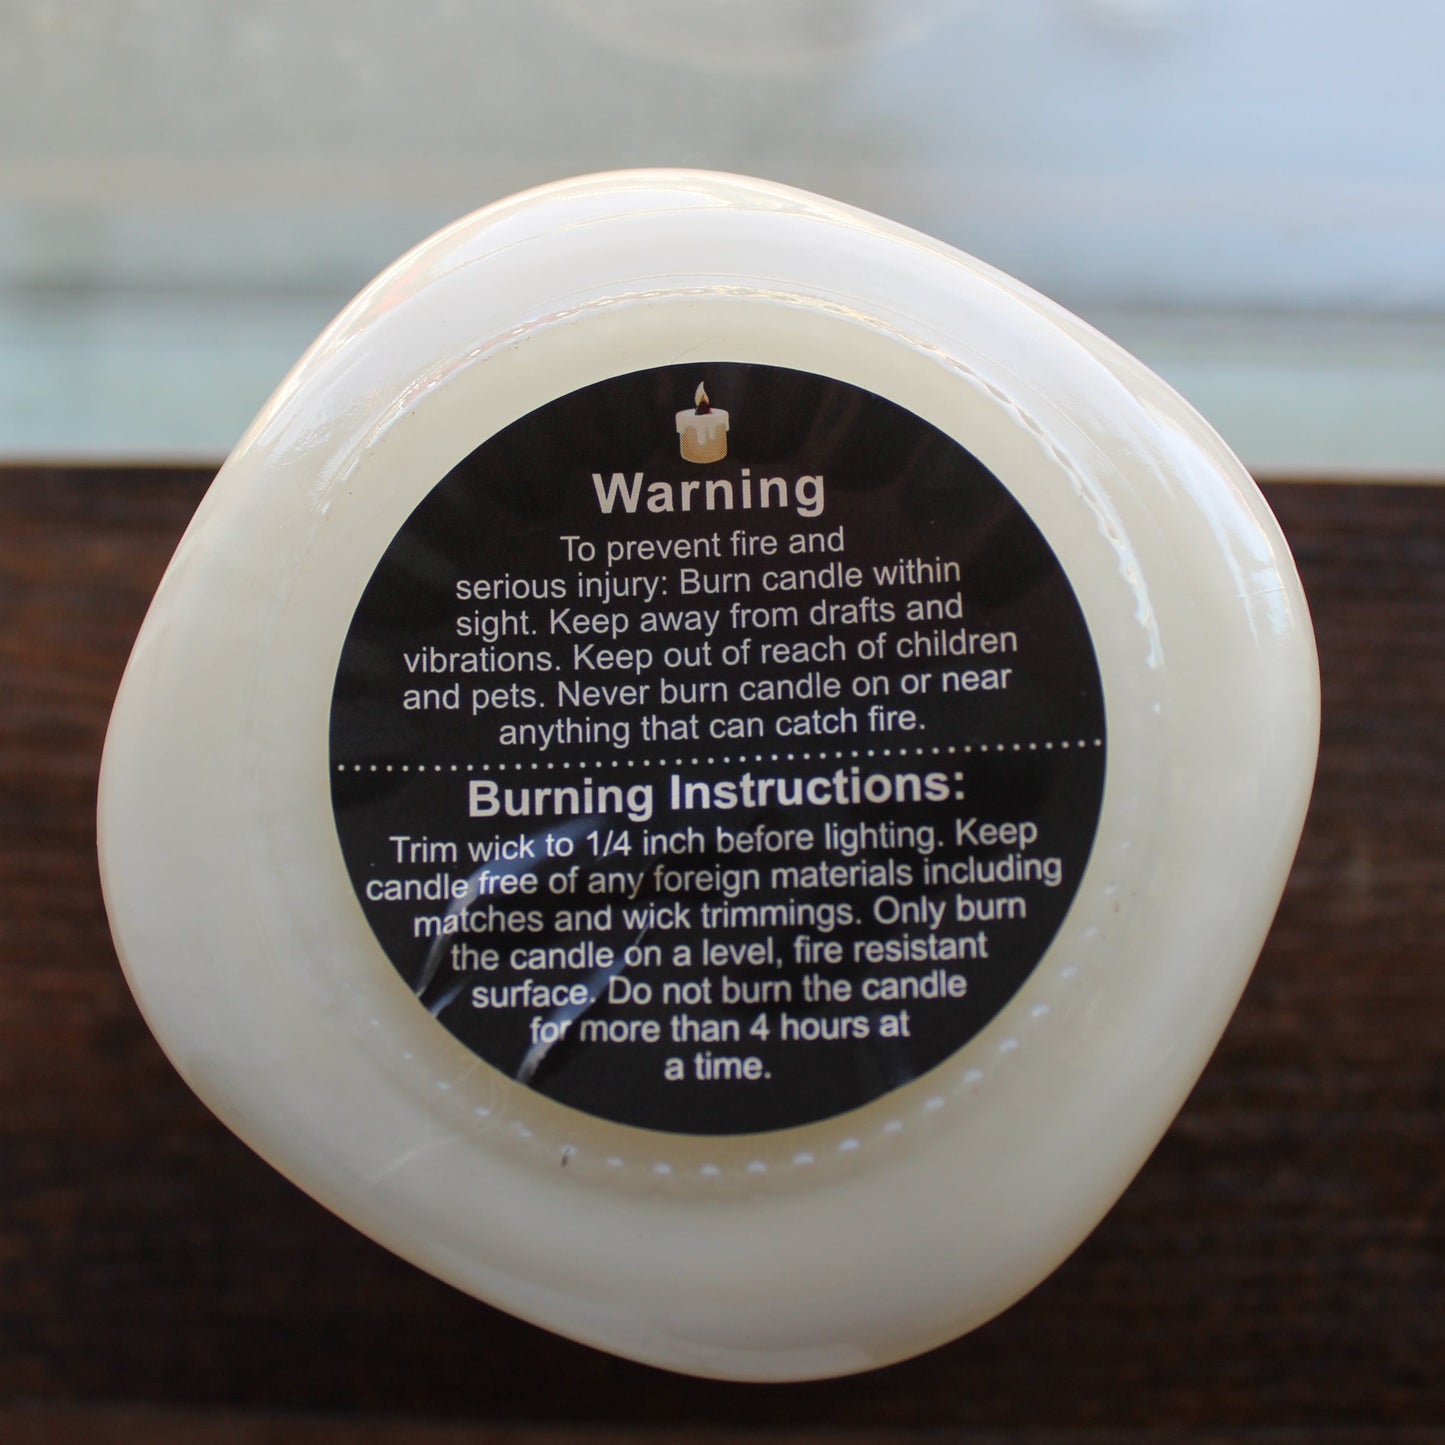 Warning
To prevent fire and
serious injury: Burn candle within
sight. Keep away from drafts and
vibrations. Keep out of reach of children
and pets. Never burn candle on or near
anything that can catch fire.
Burning Instructions:
Trim wick to 1/4 inch before lighting. Keep
candle free of any foreign materials including
matches and wick trimmings. Only burn
the candle on a level, fire resistant
surface. Do not burn the candle
for more than 4 hours at
a time.